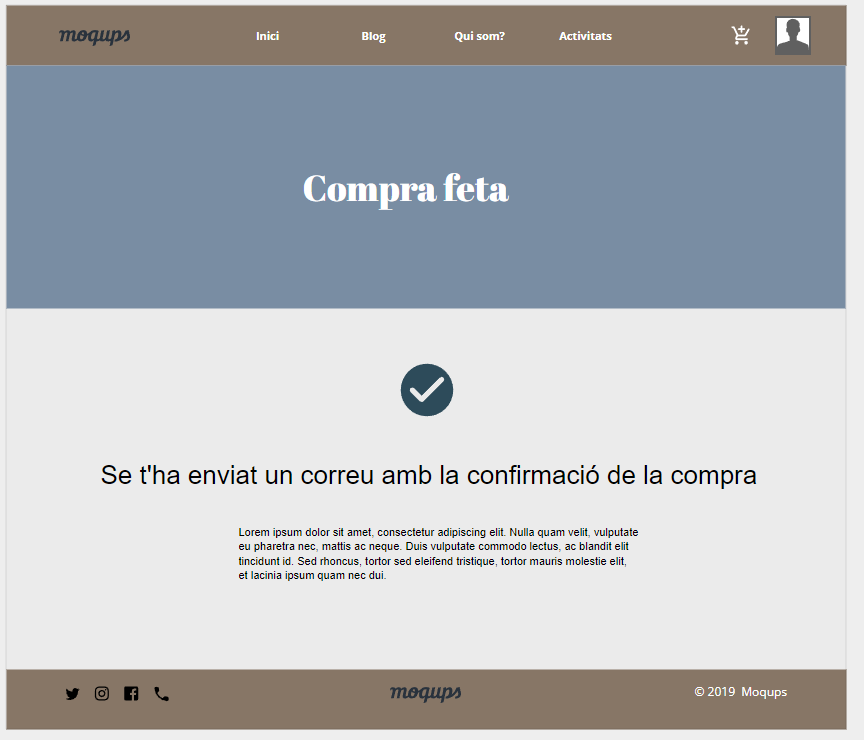 moqups
Inici
Blog
Qui som?
Activitats
Compra feta
Se t'ha enviat un correu amb la confirmació de la compra
Lorem ipsum dolor sit amet, consectetur adipiscing elit. Nulla quam velit, vulputate
eu pharetra nec, mattis ac neque. Duis vulputate commodo lectus, ac blandit elit
tincidunt id. Sed rhoncus, tortor sed eleifend tristique, tortor mauris molestie elit,
et lacinia ipsum quam nec dui.
moqups
© 2019 Moqups